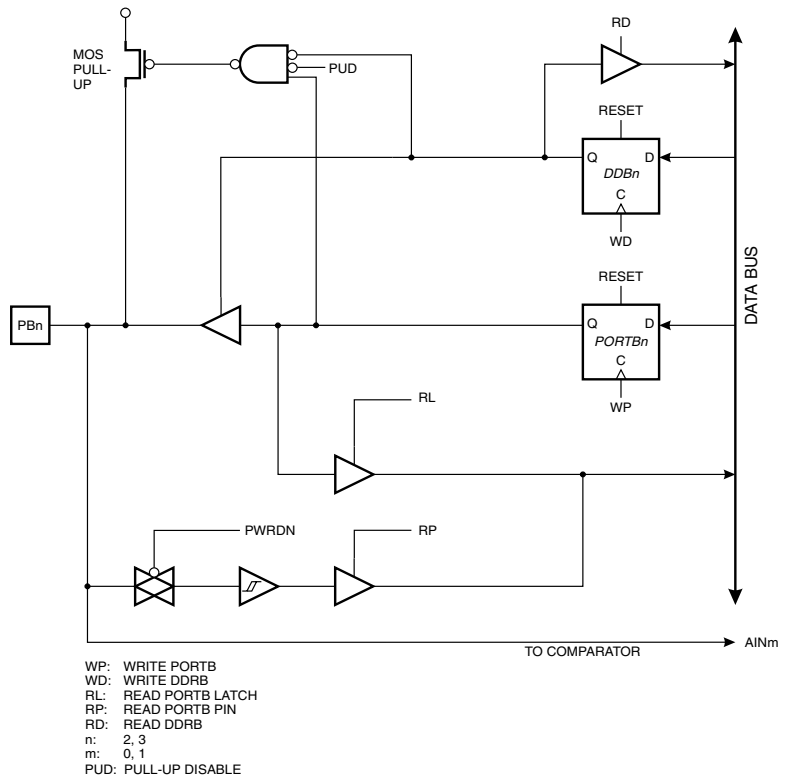 RD
MOS
PULL-
UP
PUD
RESET
Q
D
DDBn
C
WD
RESET
DATA BUS
PBn
Q
D
PORTBn
C
WP
RL
PWRDN
RP
TO COMPARATOR
AINm
WP: WRITE PORTB
WD: WRITE DDRB
RL: READ PORTB LATCH
RP: READ PORTB PIN
RD: READ DDRB
n: 2, 3
m: 0, 1
PUD: PULL-UP DISABLE